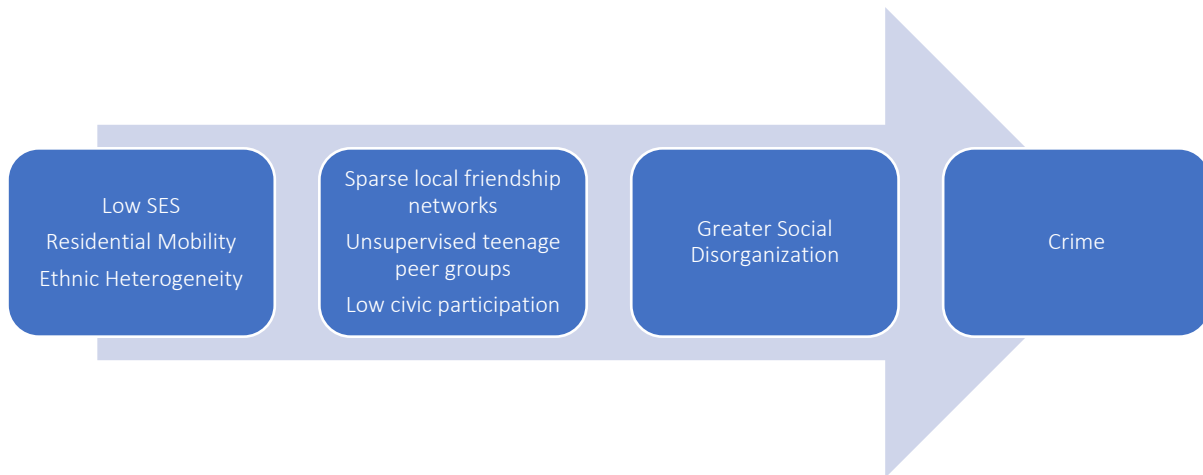 Low SES
Residential Mobility
Ethnic Heterogeneity
Sparse local friendship
networks
Unsupervised teenage
peer groups
Low civic participation
Greater Social
Disorganization
Crime